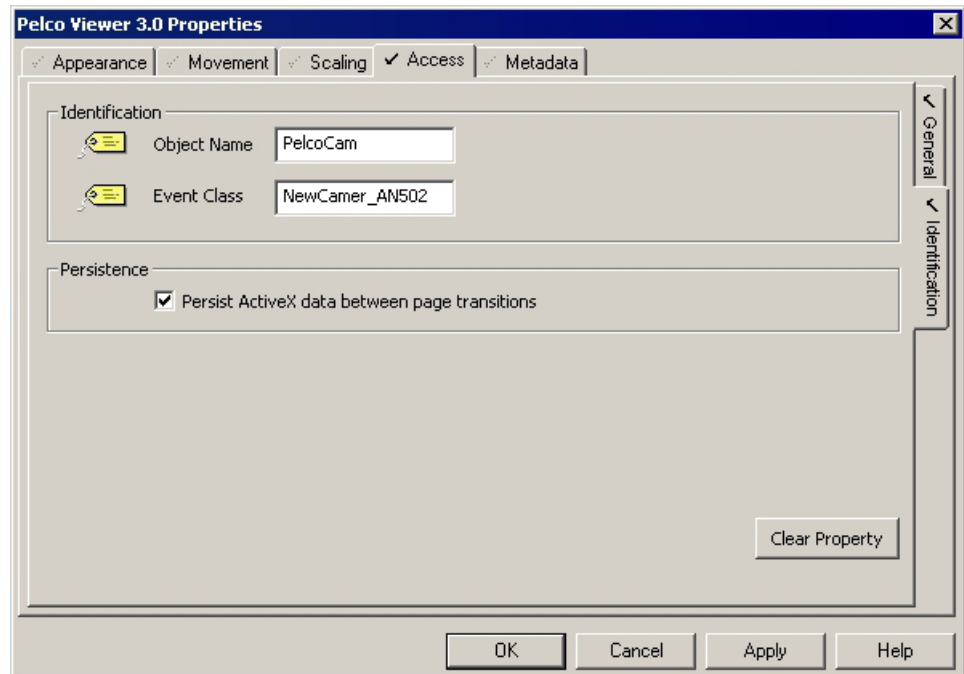 Pelco Viewer 3.0 Properties
Appearance Movement Scaling Access Metadata
General
Identification
Identification
Object Name PelcoCam
Event Class NewCamer_AN502
Persistence
Persist ActiveX data between page transitions
Clear Property
OK Cancel Apply Help